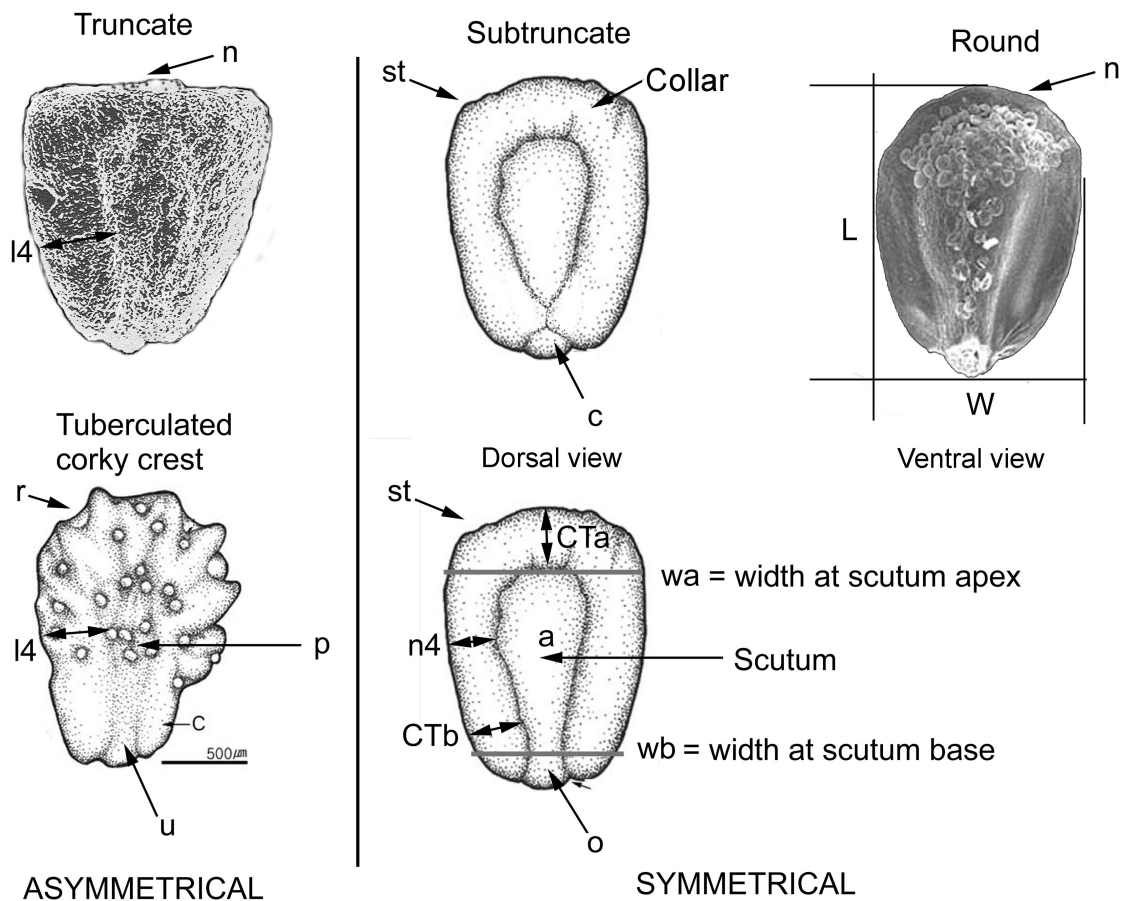 Truncate
n
l4
Subtruncate
st
Collar
c
Round
n
L
W
Tuberculated
corky crest
r
l4
p
C
500μm
u
Dorsal view
Ventral view
st
CTa
wa = width at scutum apex
n4
a
Scutum
CTb
wb = width at scutum base
o
ASYMMETRICAL
SYMMETRICAL